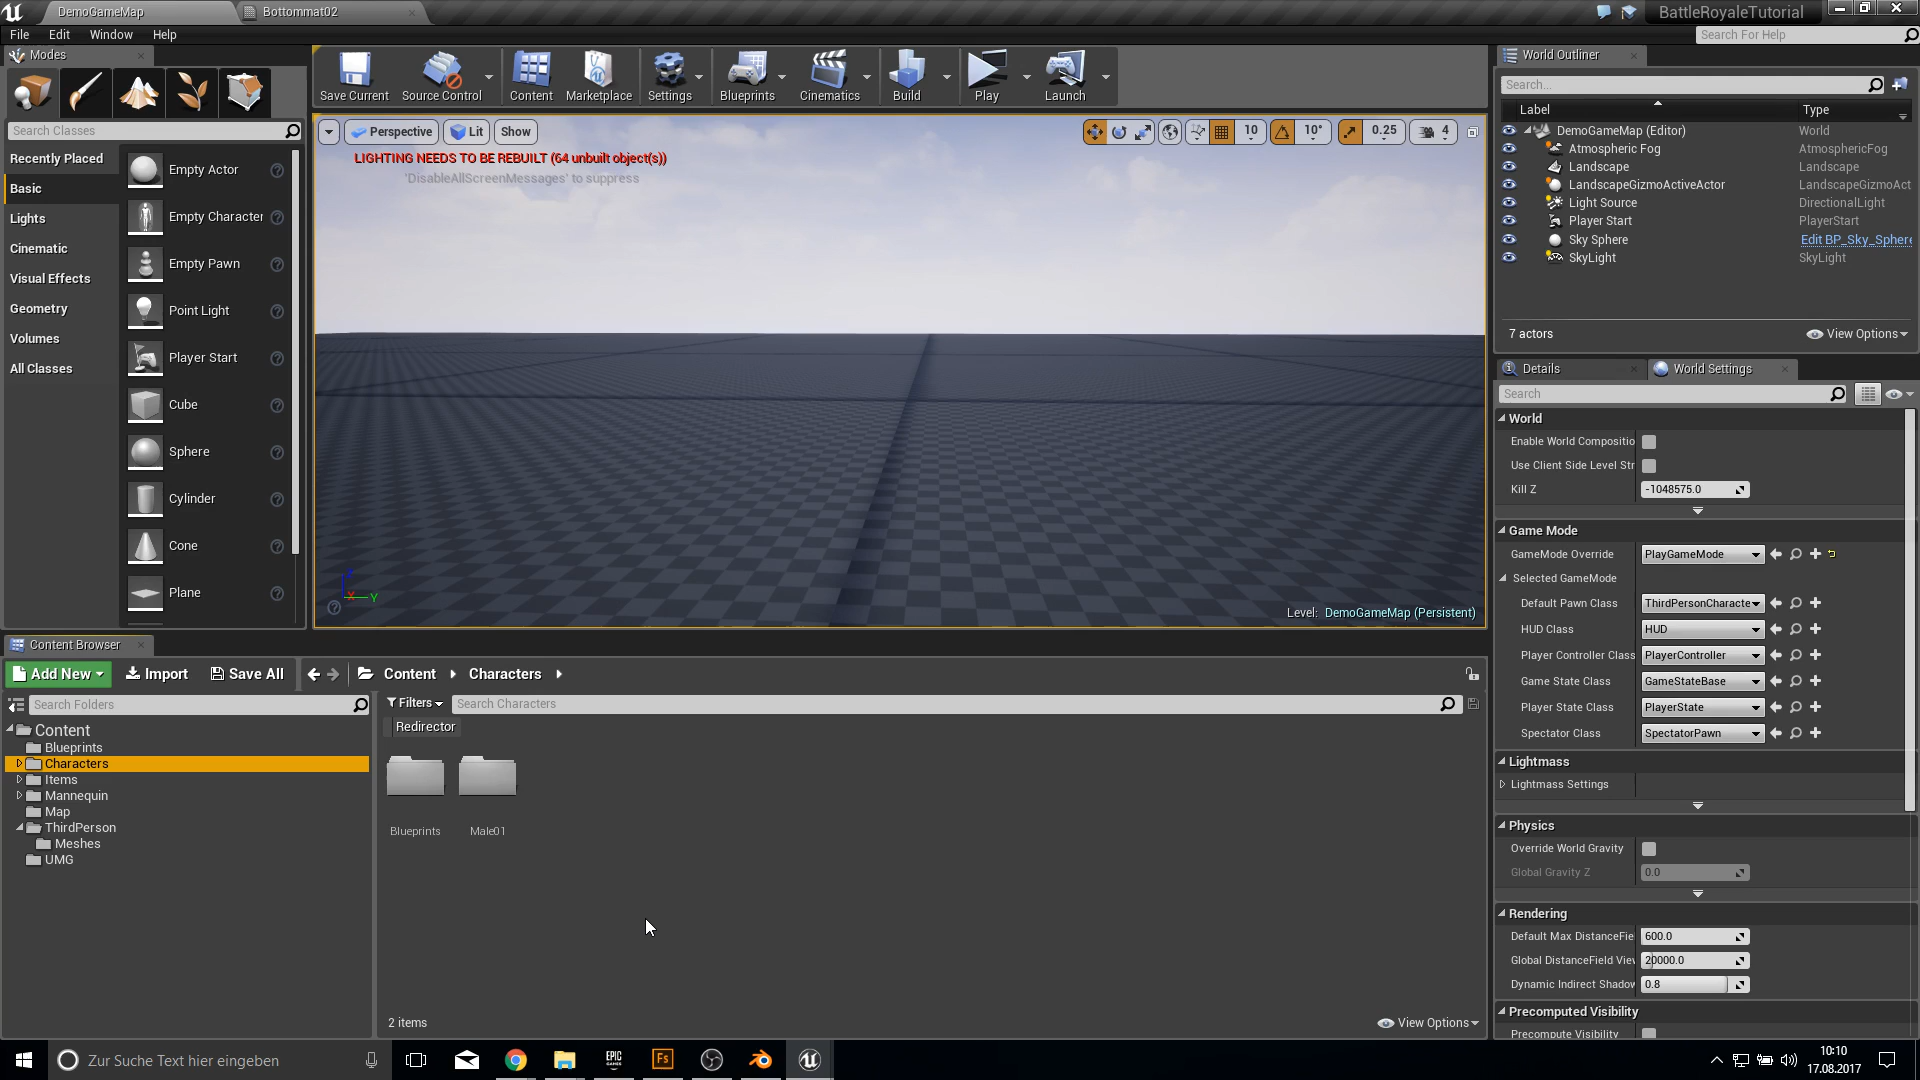 DemoGameMap
Bottommat02
BattleRoyaleTutorial
File Edit Window Help
Search For Help
Modes
Search Classes
Recently Placed
Basic
Lights
Cinematic
Visual Effects
Geometry
Volumes
All Classes
Empty Actor
Empty Character
Empty Pawn
Point Light
Player Start
Cube
Sphere
Cylinder
Cone
Plane
Save Current
Source Control
Content
Marketplace
Settings
Blueprints
Cinematics
Build
Play
Launch
Perspective Lit Show
10 10° 0.25 4
LIGHTING NEEDS TO BE REBUILT (64 unbuilt object(s))
'DisableAllScreenMessages' to suppress
X Y
Level: DemoGameMap (Persistent)
World Outliner
Search...
Label Type
DemoGameMap (Editor) World
Atmospheric Fog AtmosphericFog
Landscape Landscape
LandscapeGizmoActiveActor LandscapeGizmoAct
Light Source DirectionalLight
Player Start PlayerStart
Sky Sphere Edit BP_Sky_Sphere
SkyLight SkyLight
7 actors View Options
Details World Settings
Search
World
Enable World Compositio
Use Client Side Level Str
Kill Z -1048575.0
Game Mode
GameMode Override PlayGameMode
Selected GameMode
Default Pawn Class ThirdPersonCharacte
HUD Class HUD
Player Controller Class PlayerController
Game State Class GameStateBase
Player State Class PlayerState
Spectator Class SpectatorPawn
Lightmass
Lightmass Settings
Physics
Override World Gravity
Global Gravity Z 0.0
Rendering
Default Max DistanceFie 600.0
Global DistanceField Viev 20000.0
Dynamic Indirect Shadow 0.8
Precomputed Visibility
Precompute Visibility
Content Browser
Add New Import Save All Content Characters
Search Folders
Content
Blueprints
Characters
Items
Mannequin
Map
ThirdPerson
Meshes
UMG
Filters Search Characters
Redirector
Blueprints Male01
2 items View Options
Zur Suche Text hier eingeben
EPIC GAMES
Fs
10:10
17.08.2017